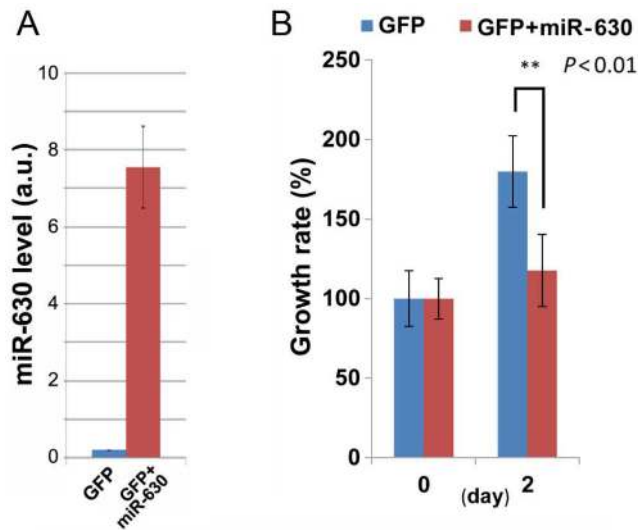 A
miR-630 level (a.u.)
10
8
6
4
2
0
GFP
GFP+
miR-630
B
GFP
GFP+miR-630
** P < 0.01
Growth rate (%)
250
200
150
100
50
0
0 (day) 2